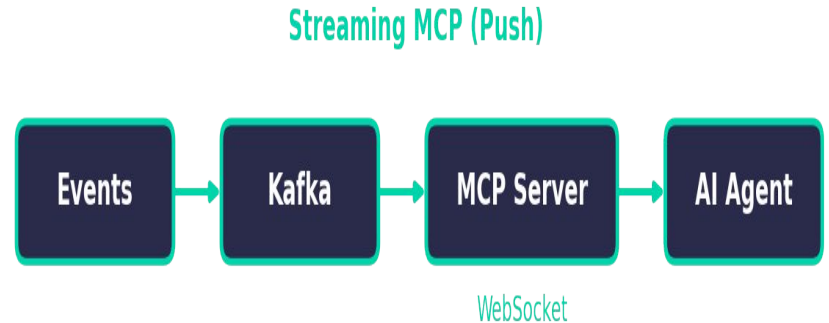 Streaming MCP (Push)
Events
Kafka
MCP Server
AI Agent
WebSocket